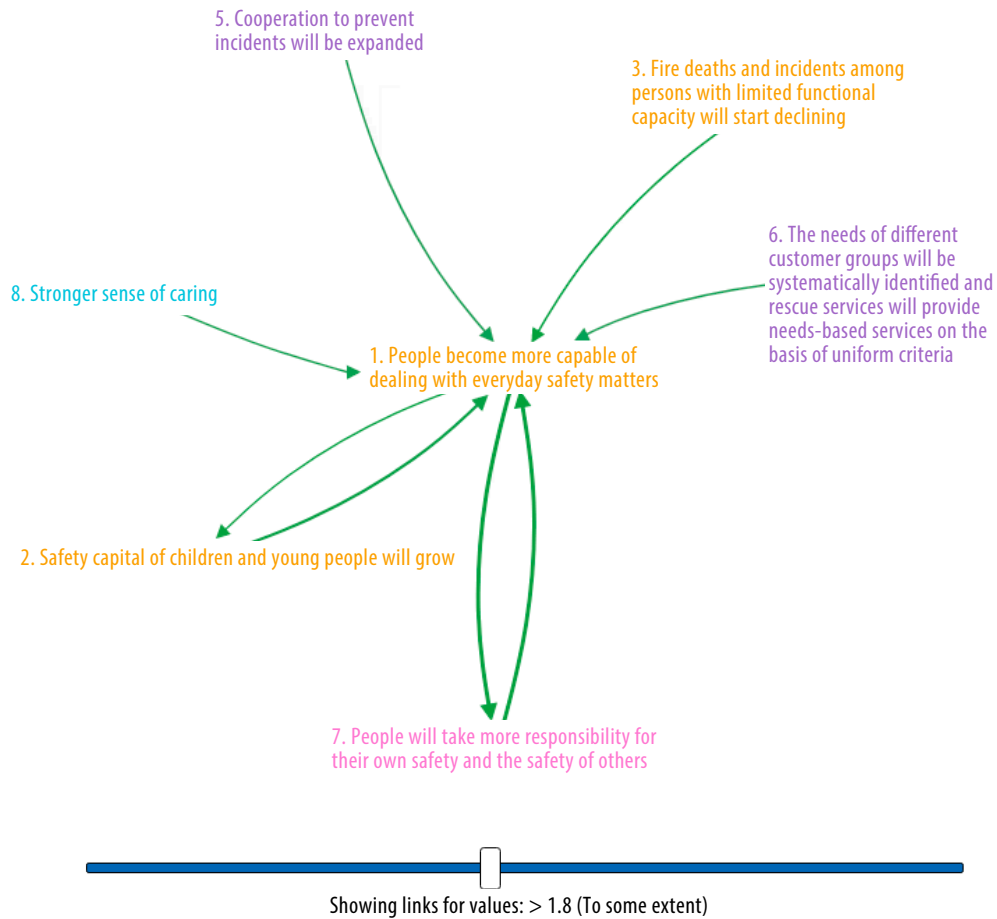 5. Cooperation to prevent
incidents will be expanded
3. Fire deaths and incidents among
persons with limited functional
capacity will start declining
6. The needs of different
customer groups will be
systematically identified and
rescue services will provide
needs-based services on the
basis of uniform criteria
8. Stronger sense of caring
1. People become more capable of
dealing with everyday safety matters
2. Safety capital of children and young people will grow
7. People will take more responsibility for
their own safety and the safety of others
Showing links for values: > 1.8 (To some extent)